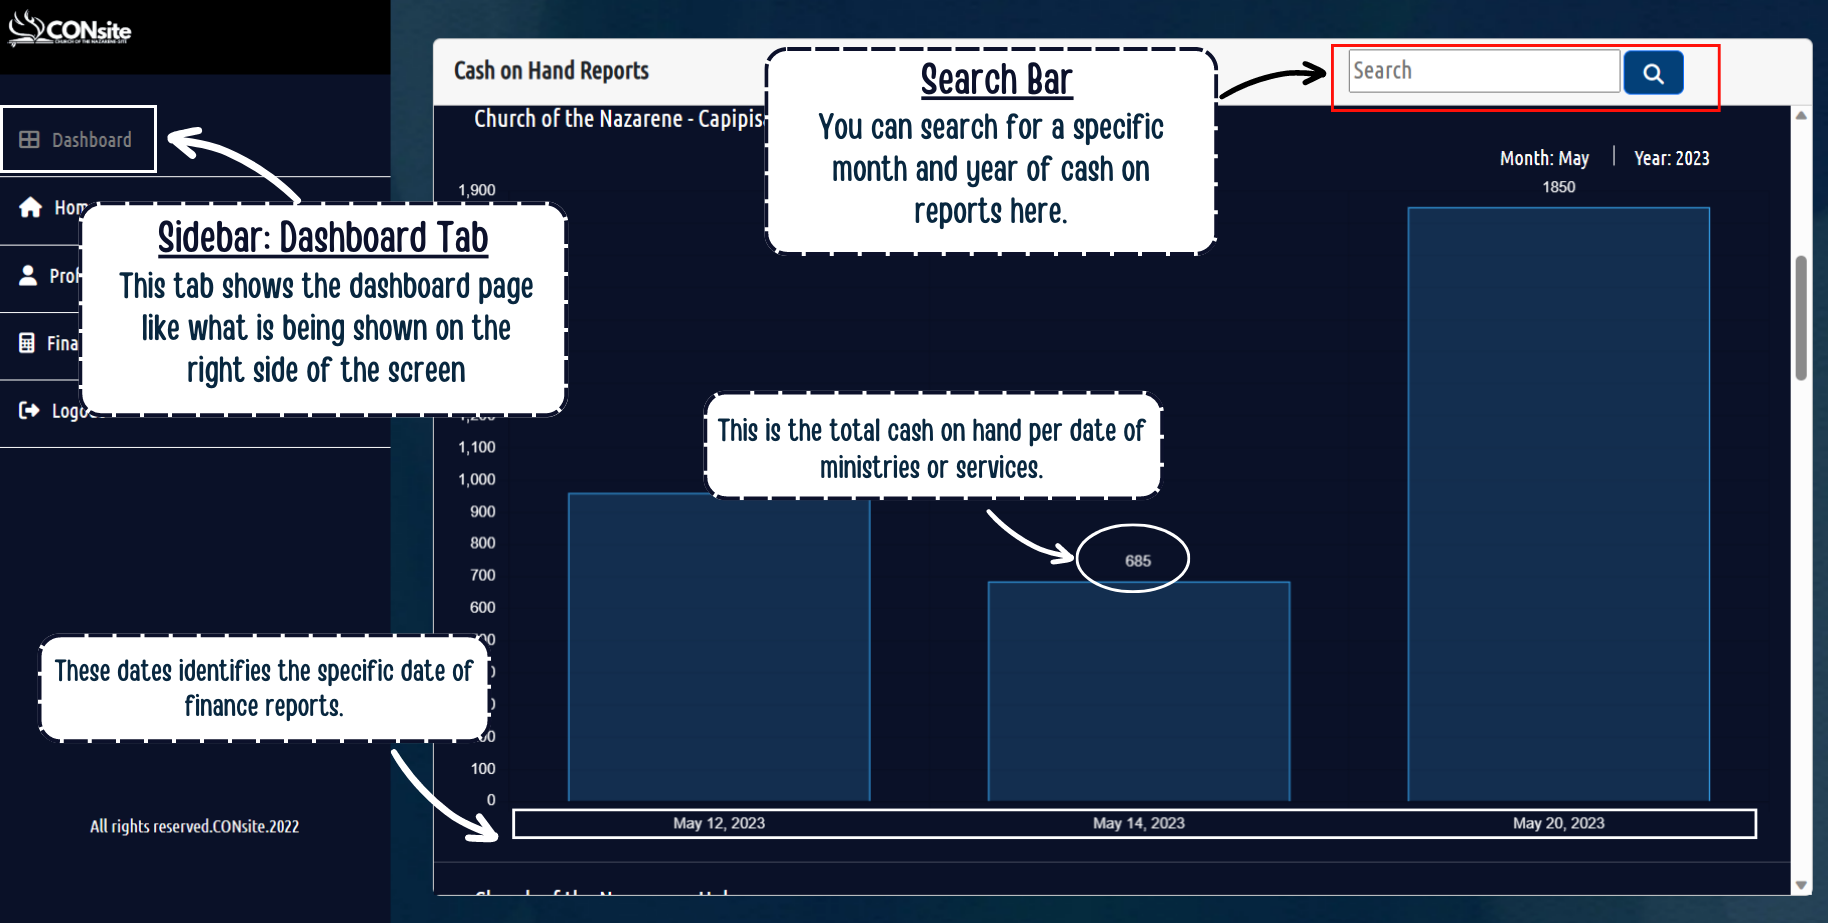 CONsite
CHURCH OF THE NAZARENE-SITE
Dashboard
Sidebar: Dashboard Tab
This tab shows the dashboard page
like what is being shown on the
right side of the screen
These dates identifies the specific date of
finance reports.
All rights reserved.CONsite.2022
Cash on Hand Reports
Search
Search Bar
You can search for a specific
month and year of cash on
reports here.
Church of the Nazarene - Capipis
Month: May
Year: 2023
1,900
1,100
1,000
900
800
700
600
100
0
1850
This is the total cash on hand per date of
ministries or services.
685
May 12, 2023
May 14, 2023
May 20, 2023